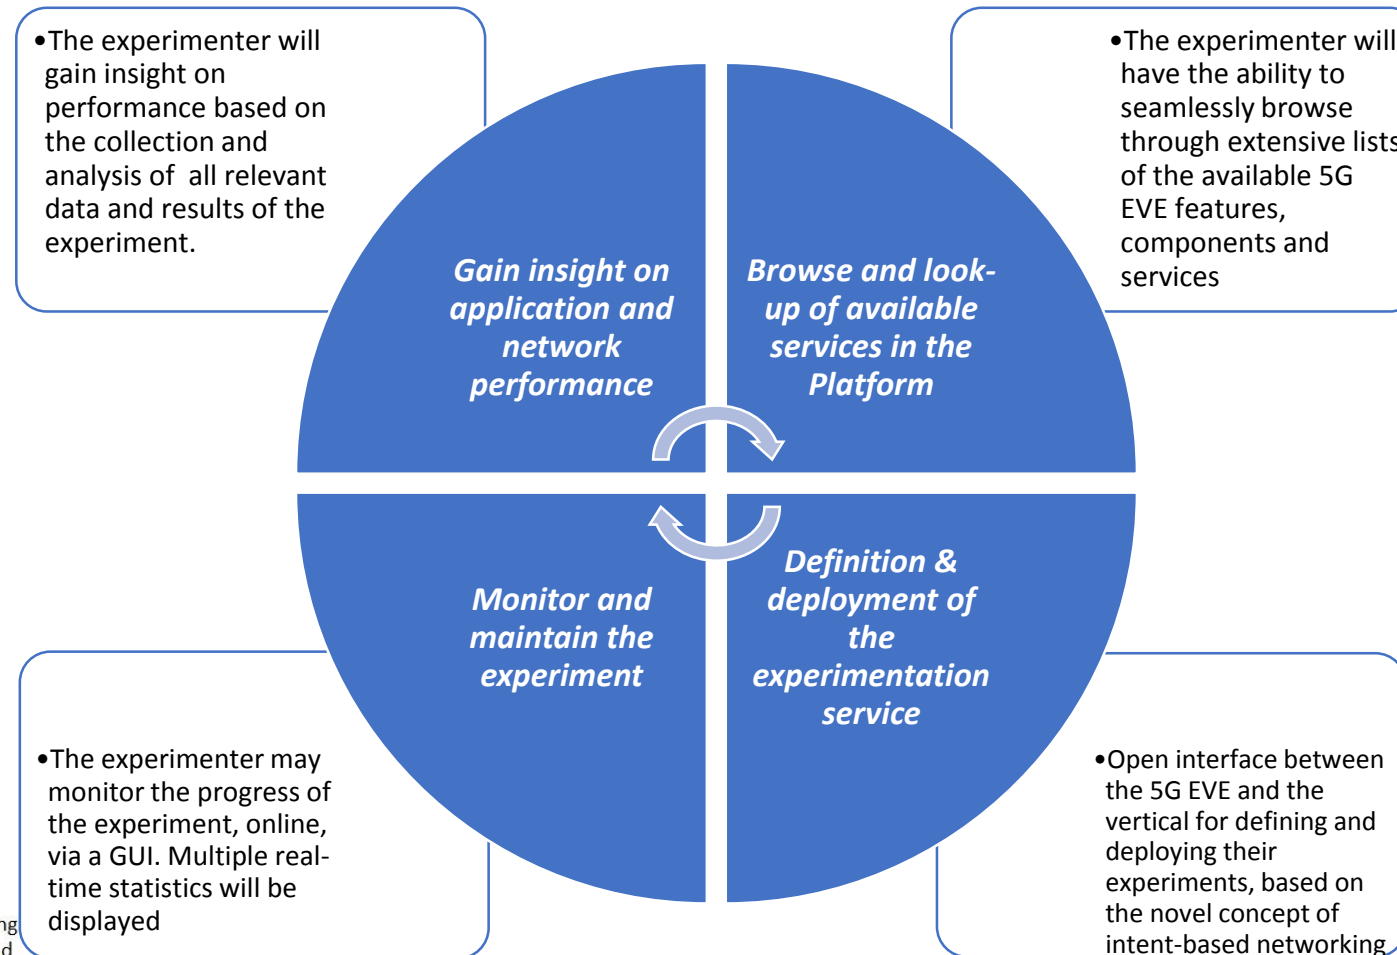 •The experimenter will
gain insight on
performance based on
the collection and
analysis of  all relevant
data and results of the
experiment.
•The experimenter will
have the ability to
seamlessly browse
through extensive lists
of the available 5G
EVE features,
components and
services
Gain insight on
application and
network
performance
Browse and look-
up of available
services in the
Platform
Monitor and
maintain the
experiment
Definition &
deployment of
the
experimentation
service
•The experimenter may
monitor the progress of
the experiment, online,
via a GUI. Multiple real-
time statistics will be
displayed
•Open interface between
the 5G EVE and the
vertical for defining and
deploying their
experiments, based on
the novel concept of
intent-based networking